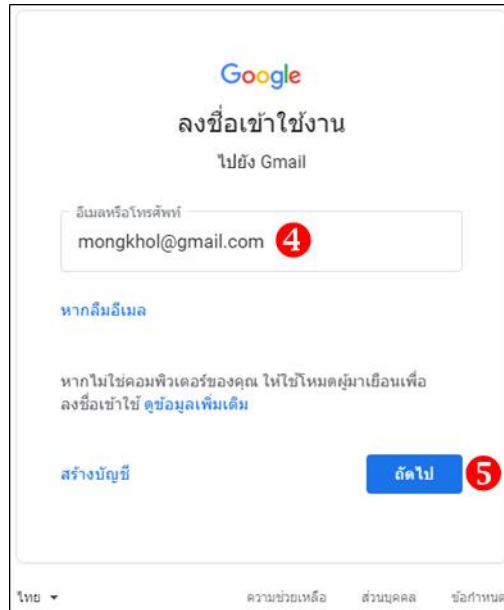 Google
ลงชื่อเข้าใช้งาน
ไปยัง Gmail
อีเมลหรือโทรศัพท์
mongkhol@gmail.com 4
หากลืมอีเมล
หากไม่ใช่คอมพิวเตอร์ของคุณ ให้ใช้โหมดผู้มาเยือนเพื่อ
ลงชื่อเข้าใช้ ดูข้อมูลเพิ่มเติม
สร้างบัญชี ถัดไป 5
ไทย ความช่วยเหลือ ส่วนบุคคล ข้อกำหนด